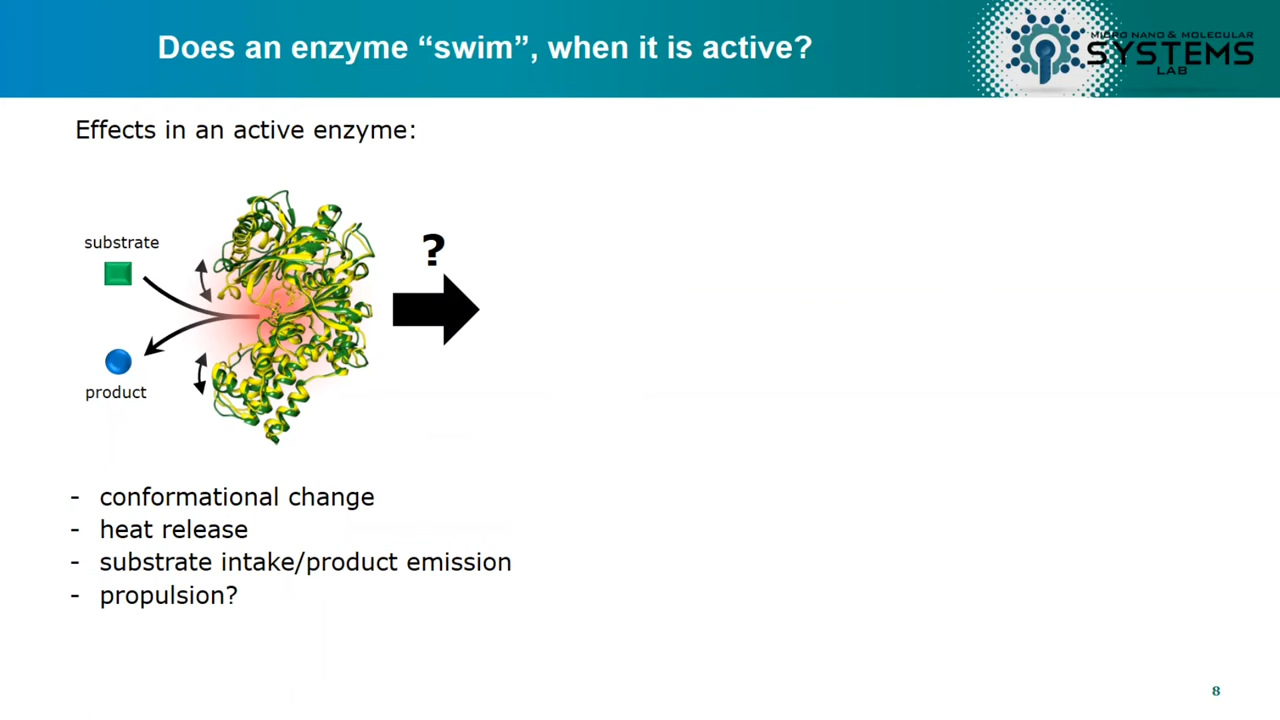 Does an enzyme “swim”, when it is active?
MICRO NANO & MOLECULAR
SYSTEMS
LAB
Effects in an active enzyme:
substrate
?
product
- conformational change
- heat release
- substrate intake/product emission
- propulsion?
8